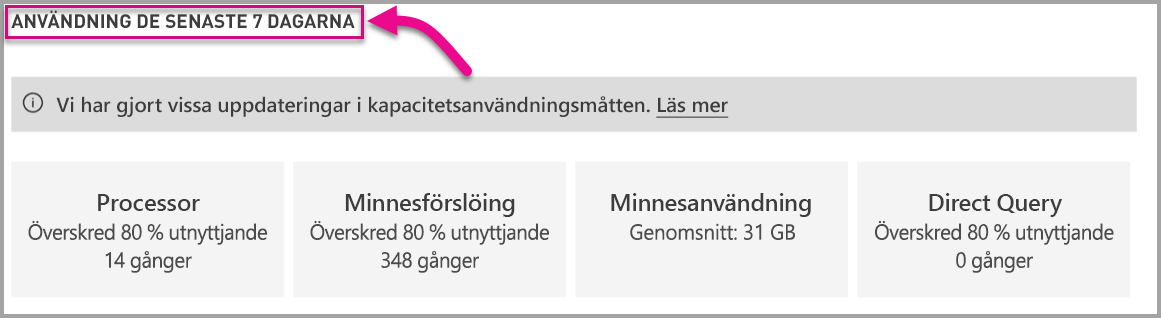 ANVÄNDNING DE SENASTE 7 DAGARNA
Vi har gjort vissa uppdateringar i kapacitetsanvändningsmåtten. Läs mer
Processor
Överskred 80 % utnyttjande
14 gånger
Minnesförslöing
Överskred 80 % utnyttjande
348 gånger
Minnesanvändning
Genomsnitt: 31 GB
Direct Query
Överskred 80 % utnyttjande
0 gånger